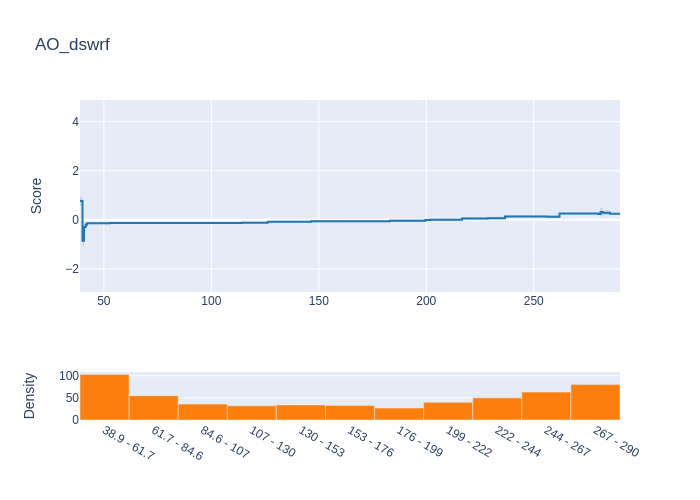 AO_dswrf
4
2
0
−2
Score
50
100
150
200
250
100
50
0
Density
38.9 - 61.7
61.7 - 84.6
84.6 - 107
107 - 130
130 - 153
153 - 176
176 - 199
199 - 222
222 - 244
244 - 267
267 - 290